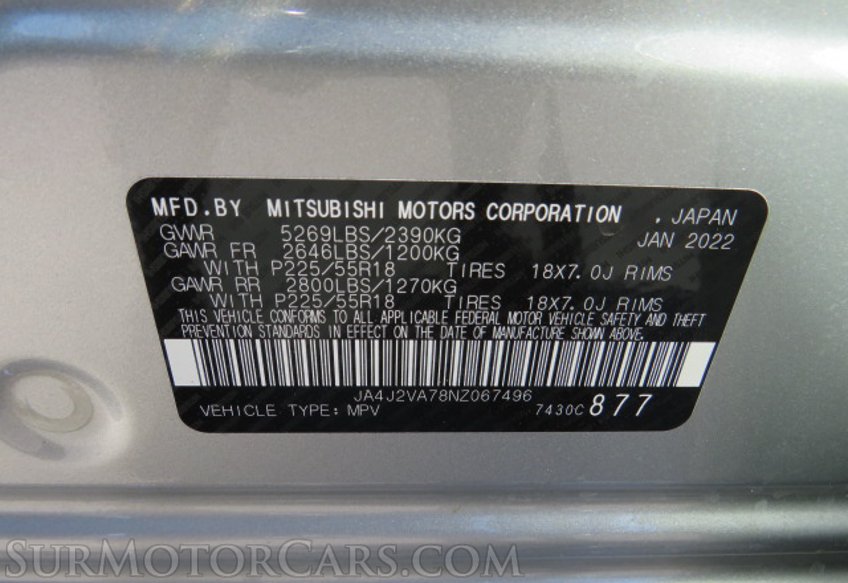 MFD.BY MITSUBISHI MOTORS CORPORATION . JAPAN
GVWR 5269LBS/2390KG JAN 2022
GAWR FR 2646LBS/1200KG
WITH P225/55R18 TIRES 18X7.0J RIMS
GAWR RR 2800LBS/1270KG
WITH P225/55R18 TIRES 18X7.0J RIMS
THIS VEHICLE CONFORMS TO ALL APPLICABLE FEDERAL MOTOR VEHICLE SAFETY AND THEFT
PREVENTION STANDARDS IN EFFECT ON THE DATE OF MANUFACTURE SHOWN ABOVE.
JA4J2VA78NZ067496
VEHICLE TYPE: MPV 7430C 877
SURMOTORCARS.COM